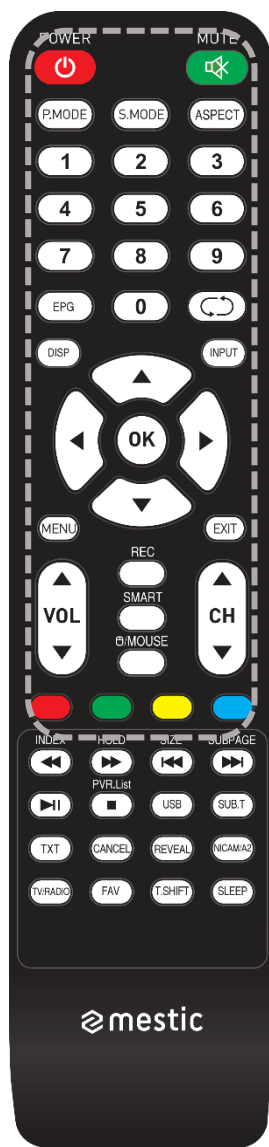 POWER MUTE
P.MODE S.MODE ASPECT
1 2 3
4 5 6
7 8 9
EPG 0
DISP INPUT
OK
MENU EXIT
REC
VOL SMART CH
/MOUSE
INDEX HOLD SIZE SUBPAGE
PVR.List
USB SUB.T
TXT CANCEL REVEAL NICAM/A2
TV/RADIO FAV T.SHIFT SLEEP
mestic